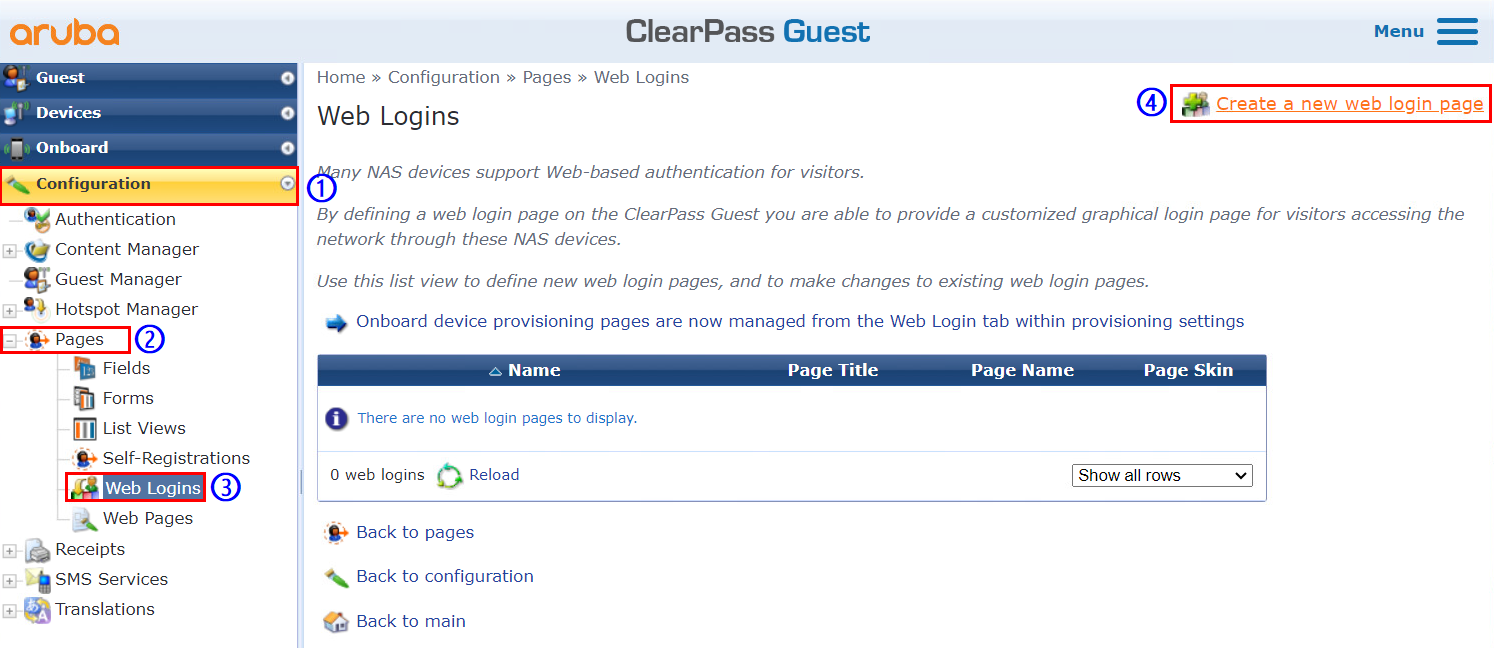 aruba
ClearPass Guest
Menu
Guest
Devices
Onboard
Configuration
1
Authentication
Content Manager
Guest Manager
Hotspot Manager
Pages
2
Fields
Forms
List Views
Self-Registrations
Web Logins
3
Web Pages
Receipts
SMS Services
Translations
Home » Configuration » Pages » Web Logins
Web Logins
4
Create a new web login page
Many NAS devices support Web-based authentication for visitors.
By defining a web login page on the ClearPass Guest you are able to provide a customized graphical login page for visitors accessing the
network through these NAS devices.
Use this list view to define new web login pages, and to make changes to existing web login pages.
Onboard device provisioning pages are now managed from the Web Login tab within provisioning settings
Name Page Title Page Name Page Skin
There are no web login pages to display.
0 web logins Reload Show all rows
Back to pages
Back to configuration
Back to main